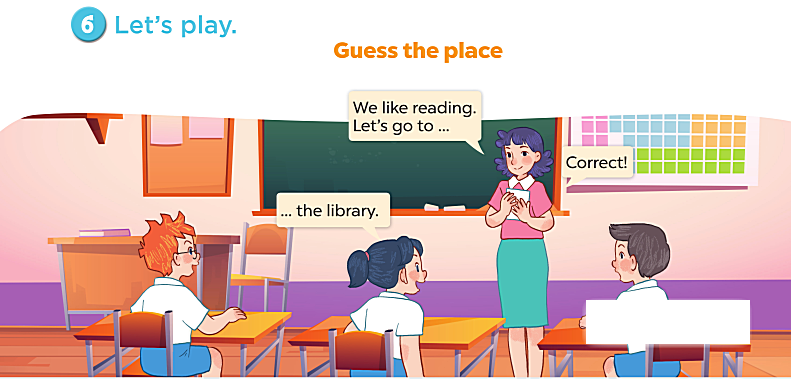 6 Let's play.
Guess the place
We like reading.
Let's go to ...
... the library.
Correct!